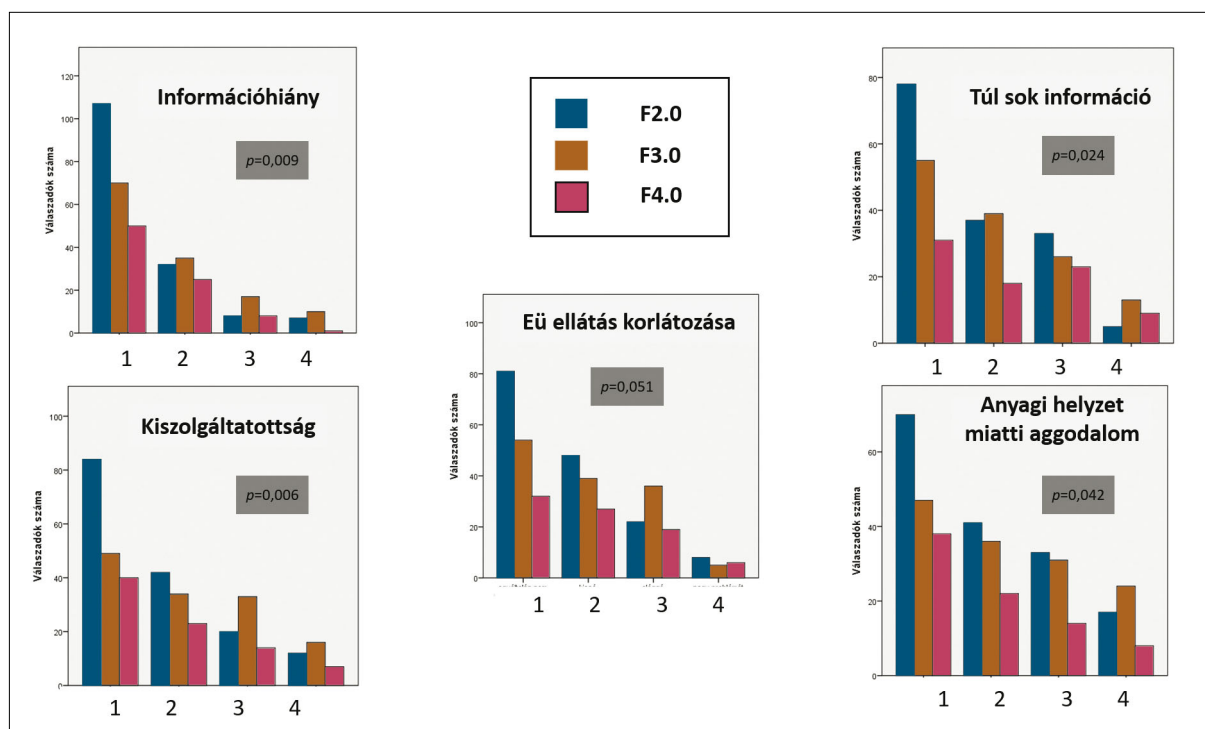 Információhiány
p=0,009
Válaszadók száma
120
100
80
60
40
20
0
1 2 3 4
F2.0
F3.0
F4.0
Túl sok információ
p=0,024
Válaszadók száma
80
60
40
20
0
1 2 3 4
Kiszolgáltatottság
p=0,006
Válaszadók száma
100
80
60
40
20
0
1 2 3 4
Eü ellátás korlátozása
p=0,051
Válaszadók száma
100
80
60
40
20
0
1 2 3 4
Anyagi helyzet
miatti aggodalom
p=0,042
Válaszadók száma
60
40
20
0
1 2 3 4